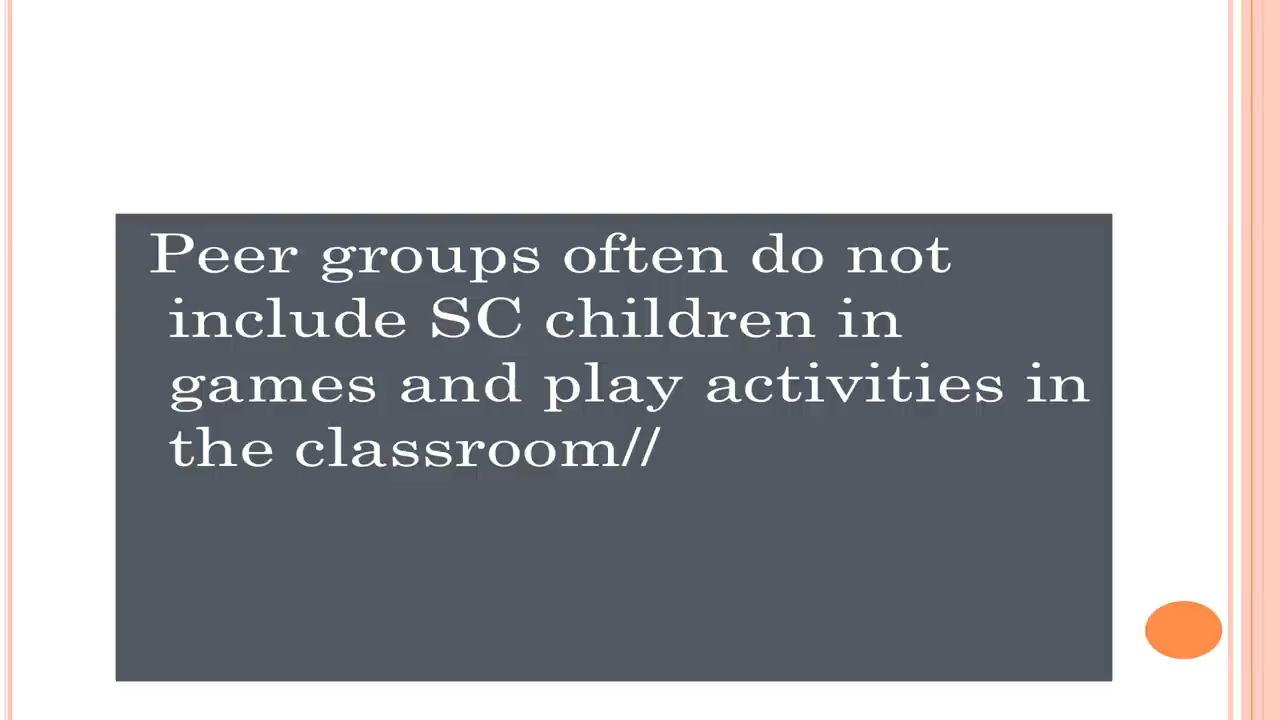 Peer groups often do not
include SC children in
games and play activities in
the classroom//